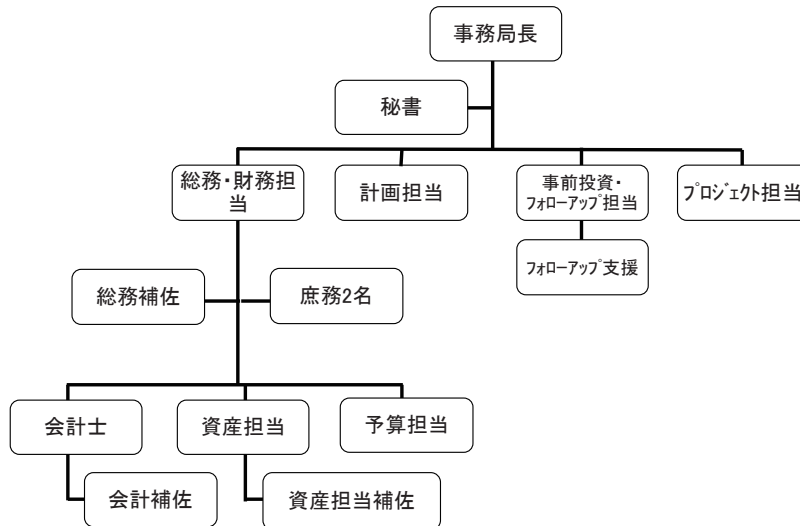 事務局長
秘書
総務・財務担
当
計画担当
事前投資・
ﾌｫﾛｰｱｯﾌﾟ担当
ﾌﾟﾛｼﾞｪｸﾄ担当
ﾌｫﾛｰｱｯﾌﾟ支援
総務補佐
庶務2名
会計士
資産担当
予算担当
会計補佐
資産担当補佐